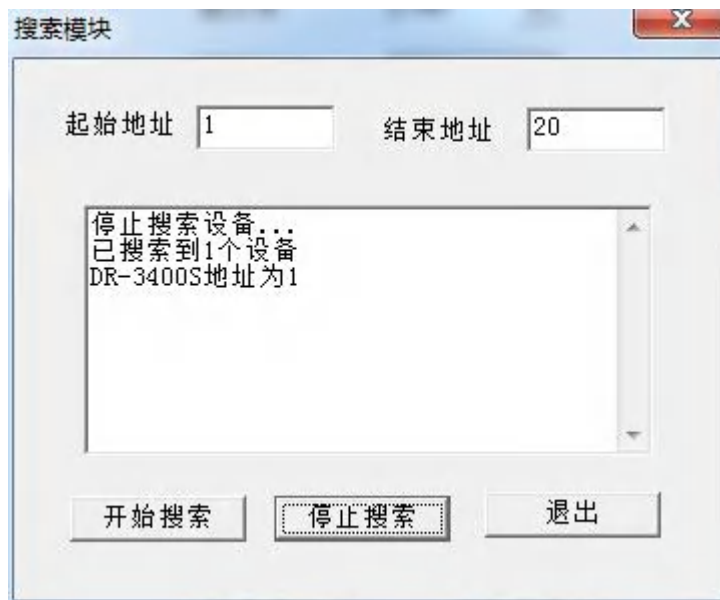 搜索模块
起始地址 1 结束地址 20
停止搜索设备...
已搜索到1个设备
DR-3400S地址为1
开始搜索 停止搜索 退出